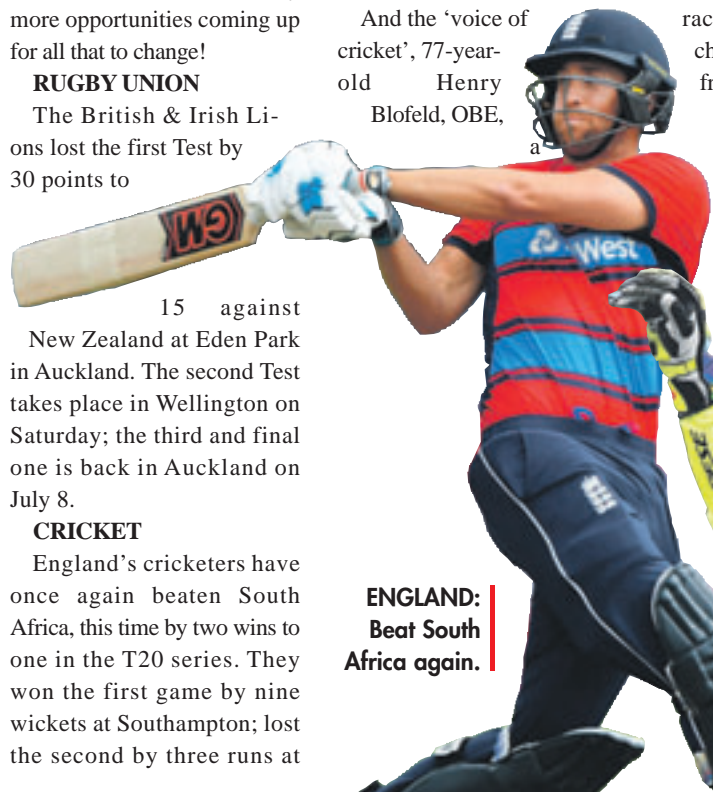 more opportunities coming up
for all that to change!
RUGBY UNION
The British & Irish Li-
ons lost the first Test by
30 points to
15 against
New Zealand at Eden Park
in Auckland. The second Test
takes place in Wellington on
Saturday; the third and final
one is back in Auckland on
July 8.
CRICKET
England’s cricketers have
once again beaten South
Africa, this time by two wins to
one in the T20 series. They
won the first game by nine
wickets at Southampton; lost
the second by three runs at
And the ‘voice of
cricket’, 77-year-
old Henry
Blofeld, OBE,
a
rac
ch
fr
GM
West
ENGLAND:
Beat South
Africa again.